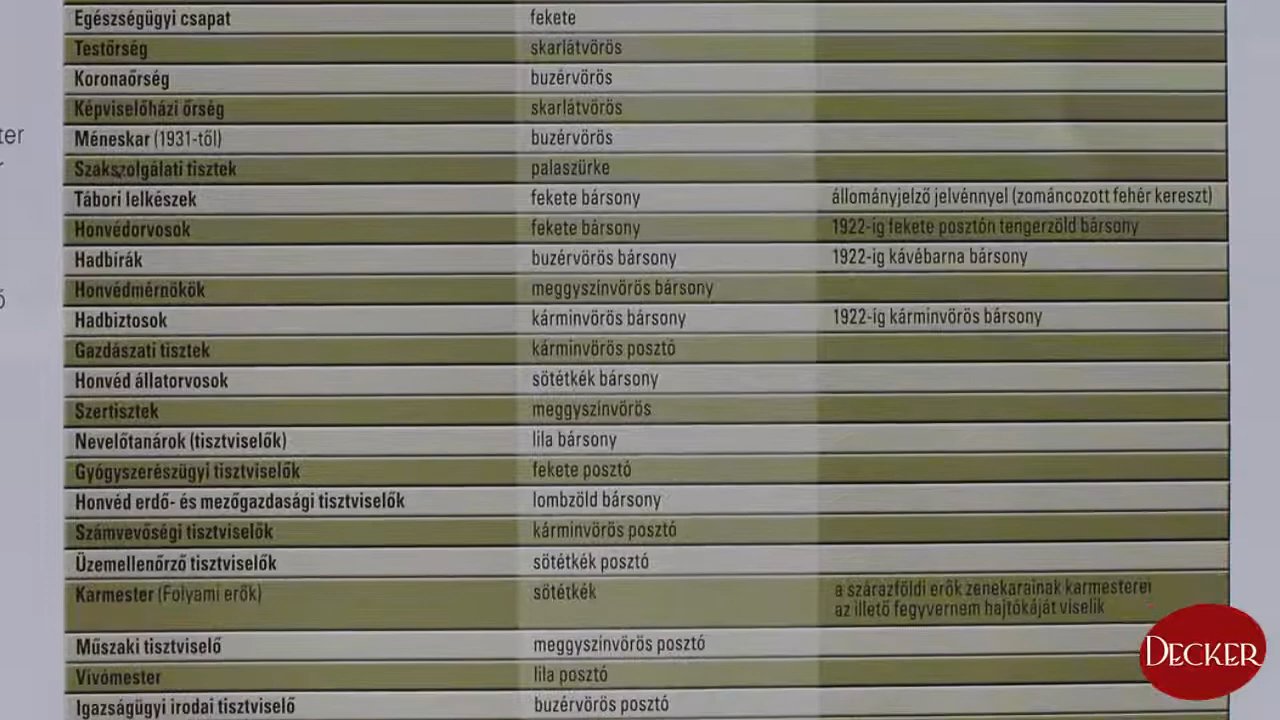 Egészségügyi csapat fekete
Testőrség skarlátvörös
Koronaőrség buzérvörös
Képviselőházi őrség skarlátvörös
ter
Méneskar (1931-től) buzérvörös
Szakszolgálati tisztek palaszürke
Tábori lelkészek fekete bársony állományjelző jelvénnyel (zománcozott fehér kereszt)
Honvédorvosok fekete bársony 1922-ig fekete posztón tengerzöld bársony
Hadbírák buzérvörös bársony 1922-ig kávébarna bársony
Honvédmérnökök meggyszínvörös bársony
ő
Hadbiztosok kárminvörös bársony 1922-ig kárminvörös bársony
Gazdászati tisztek kárminvörös posztó
Honvéd állatorvosok sötétkék bársony
Szertisztek meggyszínvörös
Nevelőtanárok (tisztviselők) lila bársony
Gyógyszerészügyi tisztviselők fekete posztó
Honvéd erdő- és mezőgazdasági tisztviselők lombzöld bársony
Számvevőségi tisztviselők kárminvörös posztó
Üzemellenőrző tisztviselők sötétkék posztó
Karmester (Folyami erők) sötétkék a szárazföldi erők zenekarainak karmesterei
az illető fegyvernem hajtókáját viselik
Műszaki tisztviselő meggyszínvörös posztó
Vívómester lila posztó
Igazságügyi irodai tisztviselő buzérvörös posztó
DECKER